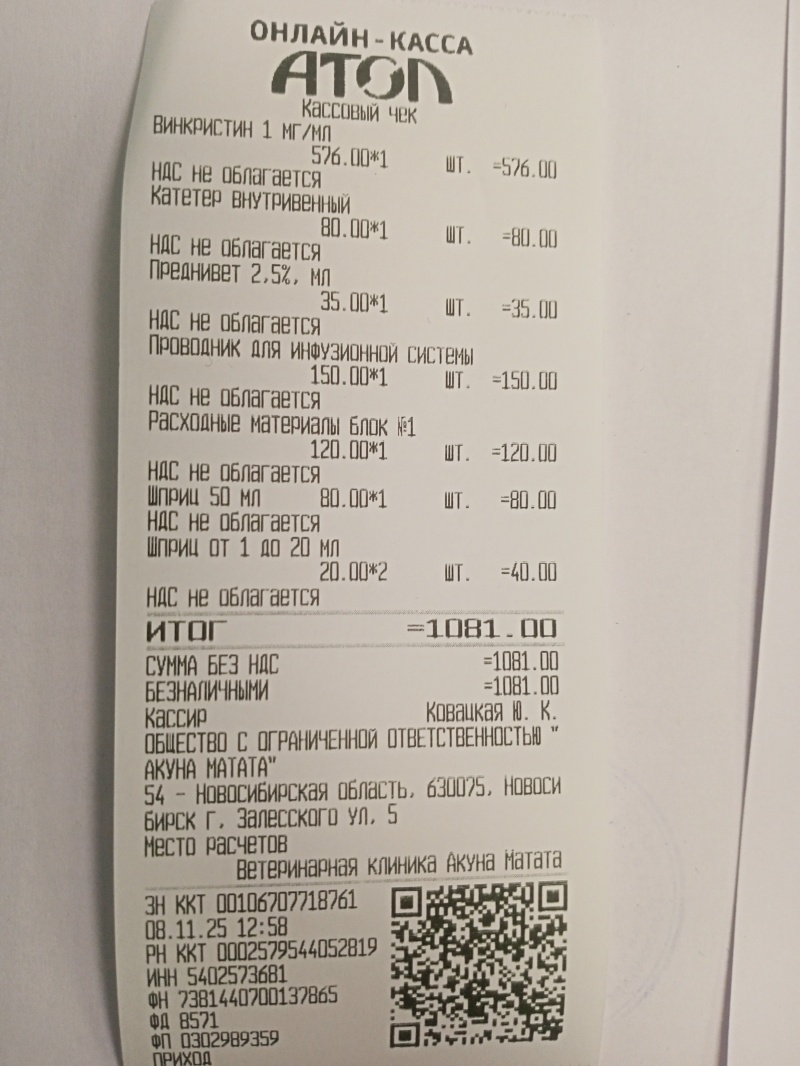 ОНЛАЙН-КАССА
АТОЛ
Кассовый чек
Винкристин 1 мг/мл
576.00*1 шт. =576.00
НДС не облагается
Катетер внутривенный
80.00*1 шт. =80.00
НДС не облагается
Преднивет 2,5%, мл
35.00*1 шт. =35.00
НДС не облагается
Проводник для инфузионной системы
150.00*1 шт. =150.00
НДС не облагается
Расходные материалы блок №1
120.00*1 шт. =120.00
НДС не облагается
Шприц 50 мл 80.00*1 шт. =80.00
НДС не облагается
Шприц от 1 до 20 мл
20.00*2 шт. =40.00
НДС не облагается
ИТОГ =1081.00
СУММА БЕЗ НДС =1081.00
БЕЗНАЛИЧНЫМИ =1081.00
Кассир Ковацкая Ю. К.
ОБЩЕСТВО С ОГРАНИЧЕННОЙ ОТВЕТСТВЕННОСТЬЮ "
АКУНА МАТАТА"
54 - Новосибирская область, 630075, Новоси
бирск г, Залесского ул, 5
Место расчетов
Ветеринарная клиника Акуна Матата
ЗН ККТ 00106707718761
08.11.25 12:58
РН ККТ 0002579544052819
ИНН 5402573681
ФН 7381440700137865
ФД 8571
ФП 0302989359
ПРИХОД